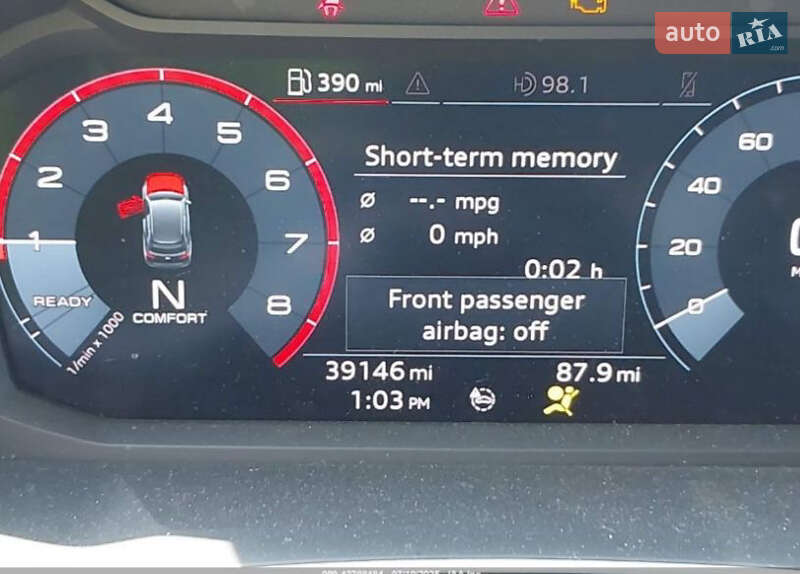 auto RIA
.com
390 mi
98.1
Short-term memory
ø --.- mpg
ø 0 mph
0:02 h
Front passenger
airbag: off
39146 mi 87.9 mi
1:03 PM
1 2 3 4 5 6 7 8
READY
1/min x 1000
N
COMFORT
0 20 40 60